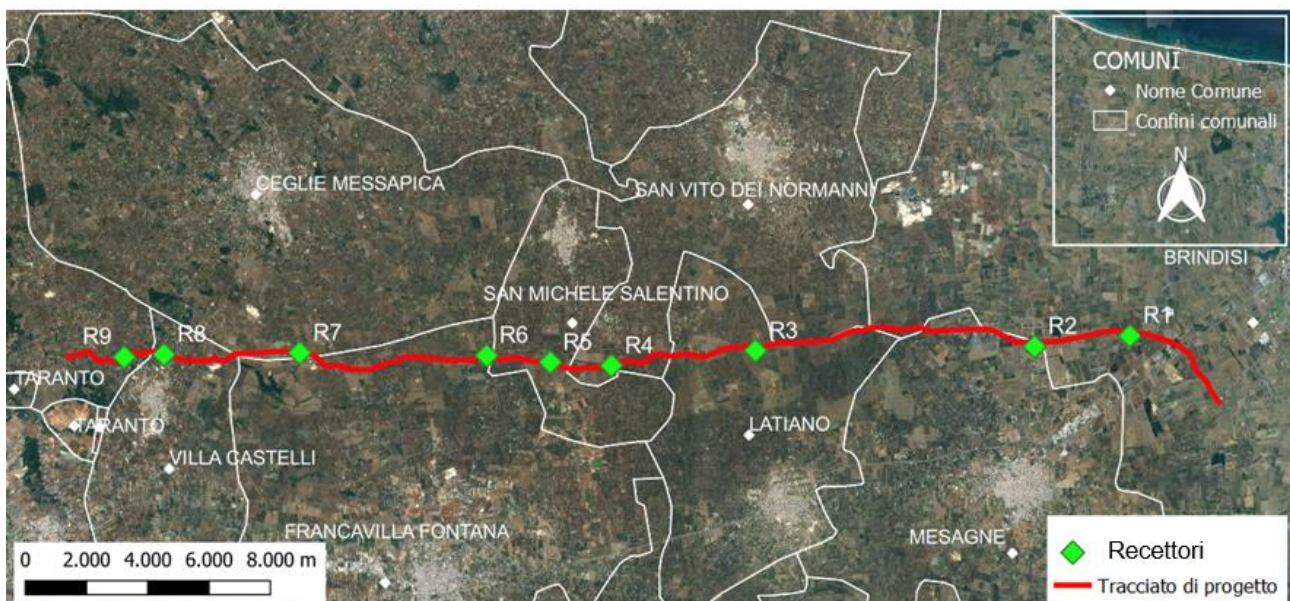 COMUNI
Nome Comune
Confini comunali
N
CEGLIE MESSAPICA
SAN VITO DEI NORMANNI
BRINDISI
SAN MICHELE SALENTINO
R9
R8
R7
R6
R5
R4
R3
R2
R1
TARANTO
TARANTO
VILLA CASTELLI
LATIANO
FRANCAVILLA FONTANA
MESAGNE
0 2.000 4.000 6.000 8.000 m
Recettori
Tracciato di progetto